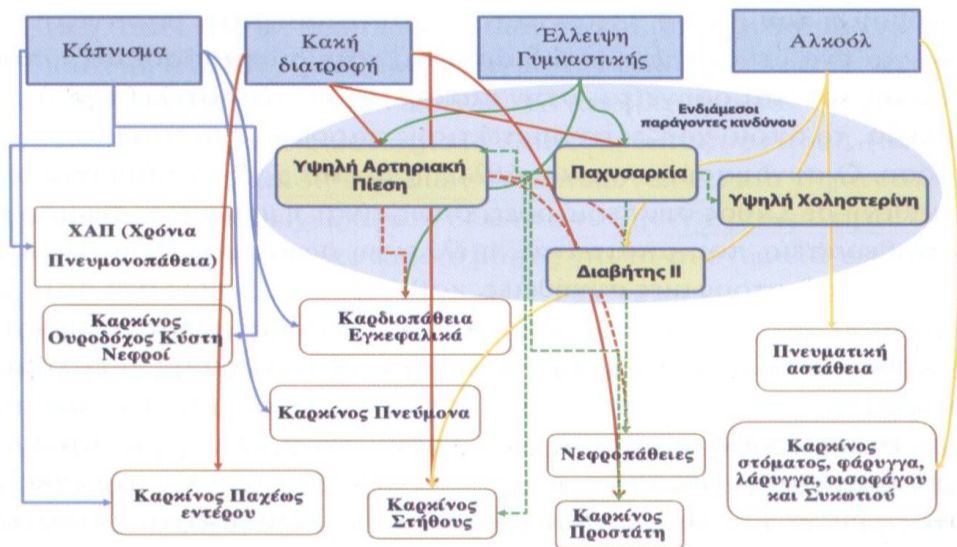 Κάπνισμα
Κακή
διατροφή
Έλλειψη
Γυμναστικής
Αλκοόλ
Ενδιάμεσοι
παράγοντες κινδύνου
Υψηλή Αρτηριακή
Πίεση
Παχυσαρκία
Υψηλή Χοληστερίνη
Διαβήτης ΙΙ
ΧΑΠ (Χρόνια
Πνευμονοπάθεια)
Καρκίνος
Ουροδόχος Κύστη
Νεφροί
Καρδιοπάθεια
Εγκεφαλικά
Πνευματική
αστάθεια
Καρκίνος Πνεύμονα
Νεφροπάθειες
Καρκίνος
στόματος, φάρυγγα,
λάρυγγα, οισοφάγου
και Συκωτιού
Καρκίνος Παχέως
εντέρου
Καρκίνος
Στήθους
Καρκίνος
Προστάτη